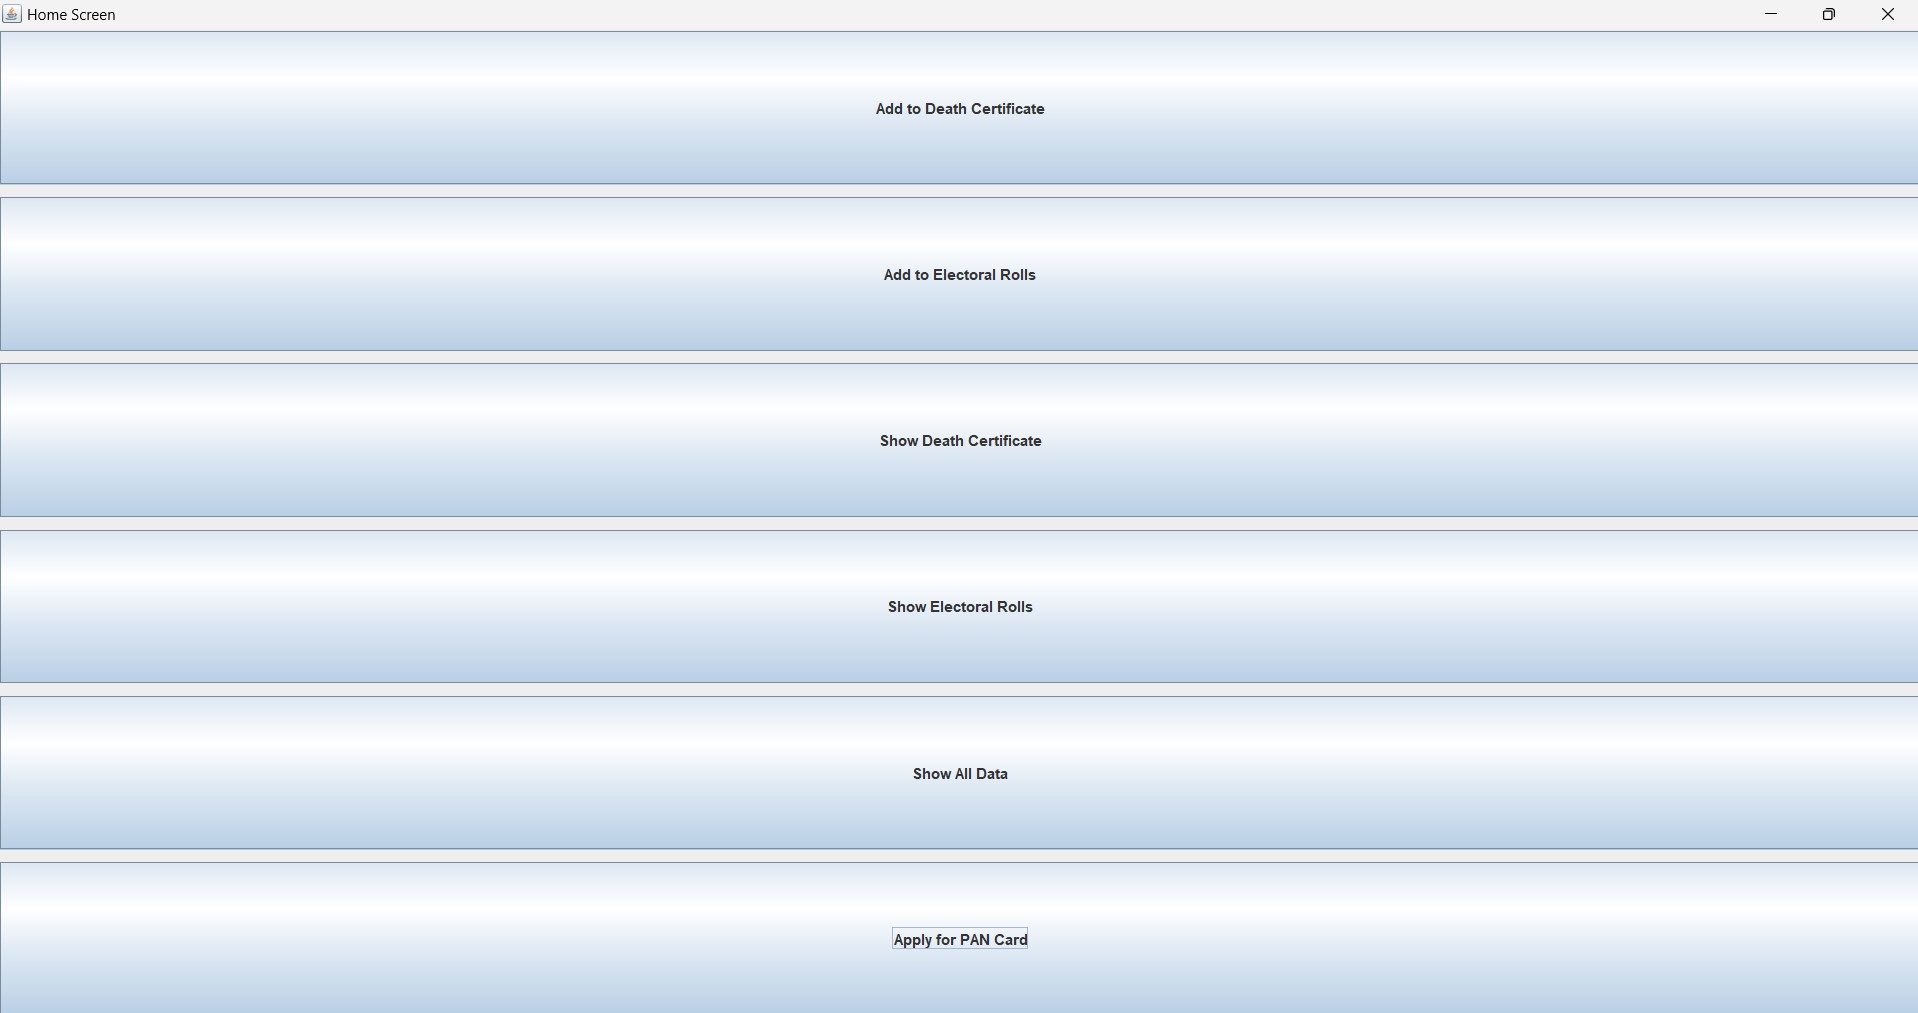 Home Screen
Add to Death Certificate
Add to Electoral Rolls
Show Death Certificate
Show Electoral Rolls
Show All Data
Apply for PAN Card